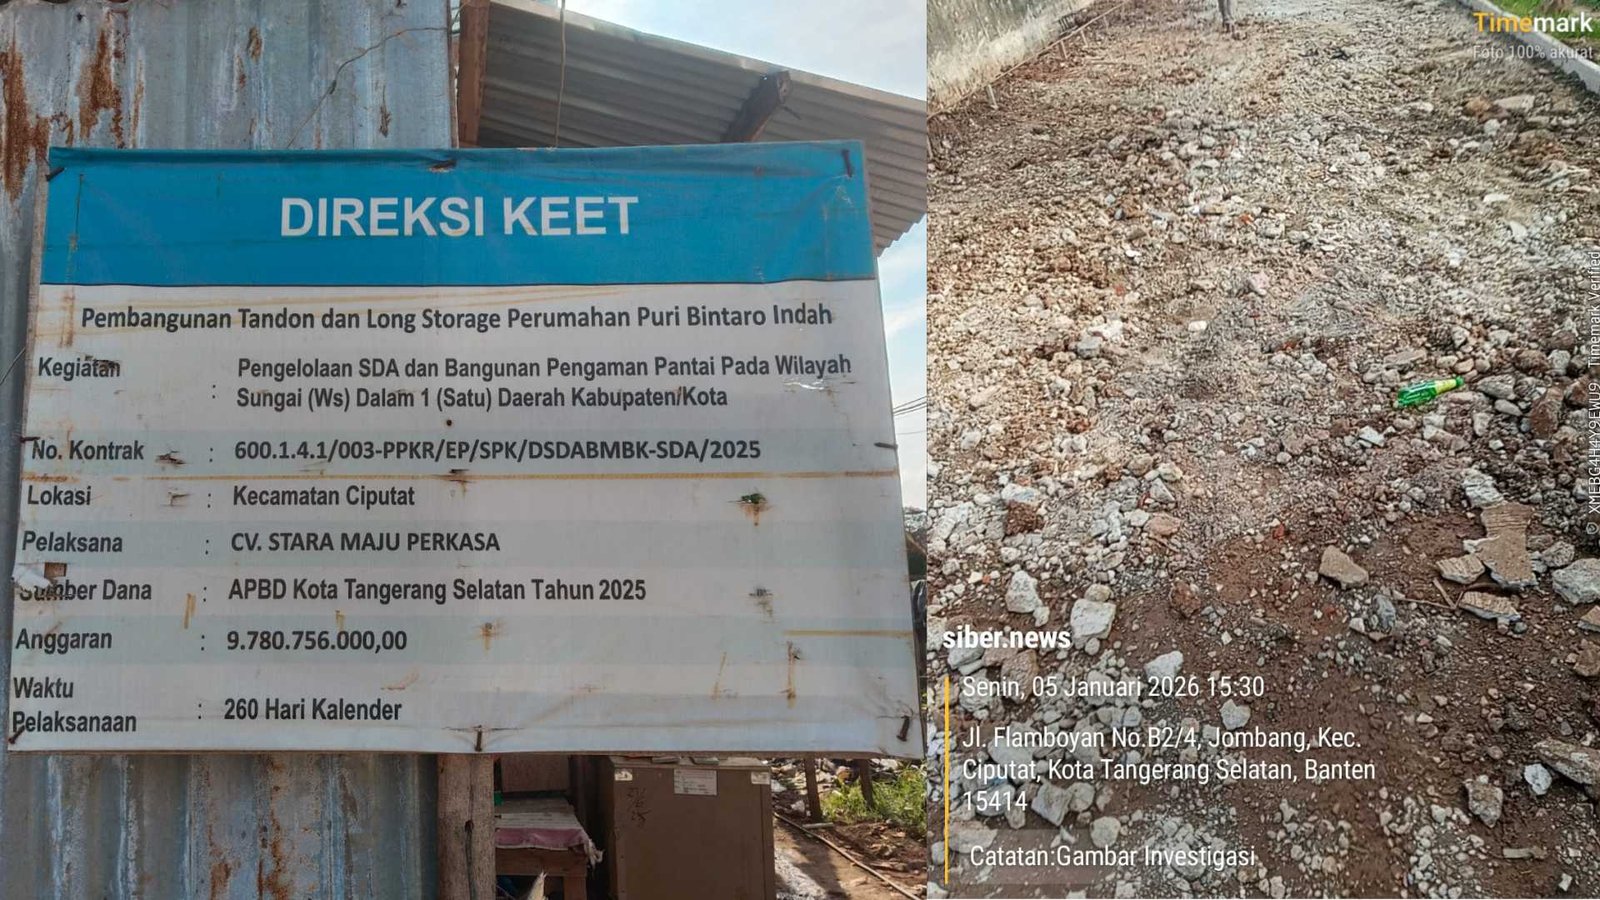 DIREKSI KEET
Pembangunan Tandon dan Long Storage Perumahan Puri Bintaro Indah
Kegiatan : Pengelolaan SDA dan Bangunan Pengaman Pantai Pada Wilayah
Sungai (Ws) Dalam 1 (Satu) Daerah Kabupaten/Kota
No. Kontrak : 600.1.4.1/003-PPKR/EP/SPK/DSDABMBK-SDA/2025
Lokasi : Kecamatan Ciputat
Pelaksana : CV. STARA MAJU PERKASA
Sumber Dana : APBD Kota Tangerang Selatan Tahun 2025
Anggaran : 9.780.756.000,00
Waktu
Pelaksanaan : 260 Hari Kalender
Timemark
Foto 100% akurat
© XMEBG4H4Y9EWU9 Timemark Verified
siber.news
Senin, 05 Januari 2026 15:30
Jl. Flamboyan No.B2/4, Jombang, Kec.
Ciputat, Kota Tangerang Selatan, Banten
15414
Catatan:Gambar Investigasi